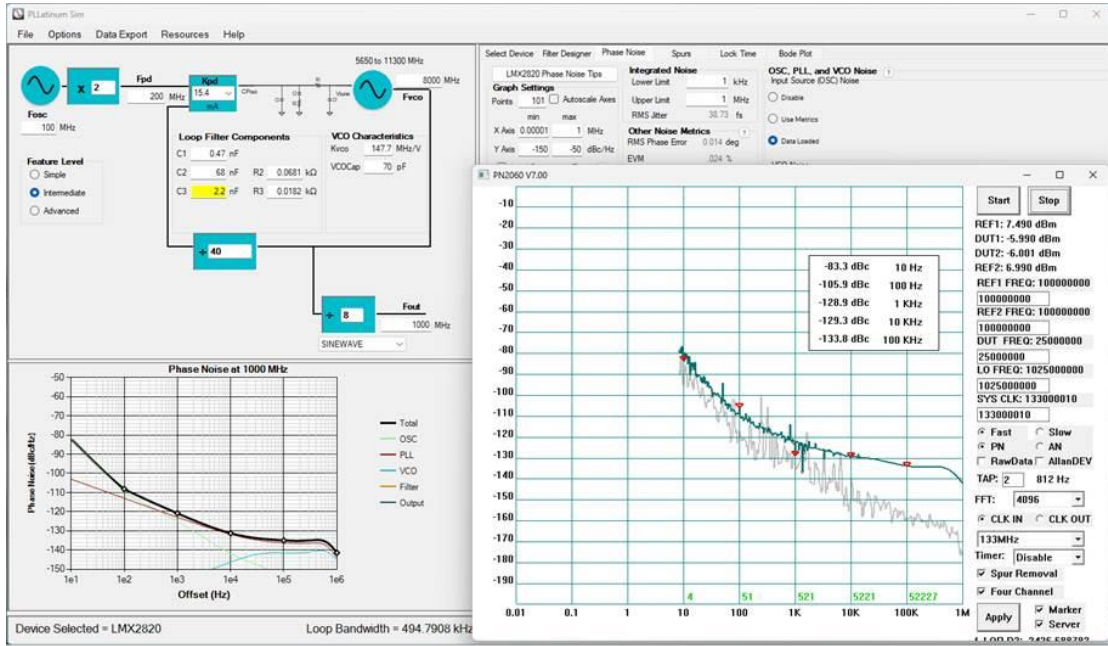 PLLatinum Sim
File Options Data Export Resources Help
x 2
Fpd
200 MHz
Kpd
15.4
mA
5650 to 11300 MHz
8000 MHz
Fvco
Fosc
100 MHz
Feature Level
Simple
Intermediate
Advanced
Loop Filter Components
C1 0.47 nF
C2 68 nF R2 0.0681 kΩ
C3 2.2 nF R3 0.0182 kΩ
VCO Characteristics
Kvco 147.7 MHz/V
VCOCap 70 pF
÷ 40
÷ 8
Fout
1000 MHz
SINEWAVE
Select Device Filter Designer Phase Noise Spurs Lock Time Bode Plot
LMX2820 Phase Noise Tips
Graph Settings
Points 101 Autoscale Axes
min max
X Axis 0.00001 1 MHz
Y Axis -150 -50 dBc/Hz
Integrated Noise
Lower Limit 1 kHz
Upper Limit 1 MHz
RMS Jitter 38.73 fs
Other Noise Metrics ?
RMS Phase Error 0.014 deg
EVM .024 %
OSC, PLL, and VCO Noise ?
Input Source (OSC) Noise
Disable
Use Metrics
Data Loaded
Phase Noise at 1000 MHz
Phase Noise(dBc/Hz)
-50
-60
-70
-80
-90
-100
-110
-120
-130
-140
-150
1e1 1e2 1e3 1e4 1e5 1e6
Offset (Hz)
Total
OSC
PLL
VCO
Filter
Output
Device Selected = LMX2820 Loop Bandwidth = 494.7908 kHz
PN2060 V7.00
-10
-20
-30
-40
-50
-60
-70
-80
-90
-100
-110
-120
-130
-140
-150
-160
-170
-180
-190
-83.3 dBc 10 Hz
-105.9 dBc 100 Hz
-128.9 dBc 1 KHz
-129.3 dBc 10 KHz
-133.8 dBc 100 KHz
4 51 521 5221 52227
0.01 0.1 1 10 100 1K 10K 100K 1M
Start Stop
REF1: 7.490 dBm
DUT1: -5.990 dBm
DUT2: -6.001 dBm
REF2: 6.990 dBm
REF1 FREQ: 100000000
100000000
REF2 FREQ: 100000000
100000000
DUT FREQ: 25000000
25000000
LO FREQ: 1025000000
1025000000
SYS CLK: 133000010
133000010
Fast Slow
PN AN
RawData AllanDEV
TAP: 2 812 Hz
FFT: 4096
CLK IN CLK OUT
133MHz
Timer: Disable
Spur Removal
Four Channel
Apply
Marker
Server